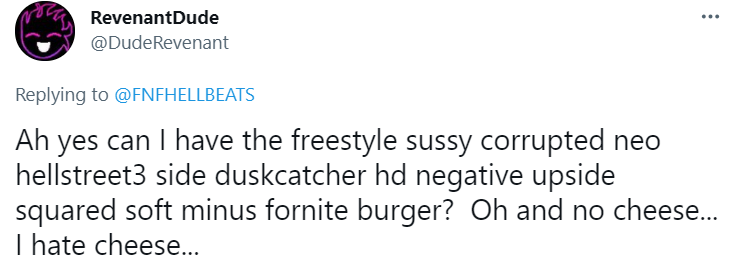 RevenantDude
@DudeRevenant
Replying to @FNFHELLBEATS
Ah yes can I have the freestyle sussy corrupted neo
hellstreet3 side duskcatcher hd negative upside
squared soft minus fornite burger?  Oh and no cheese...
I hate cheese...